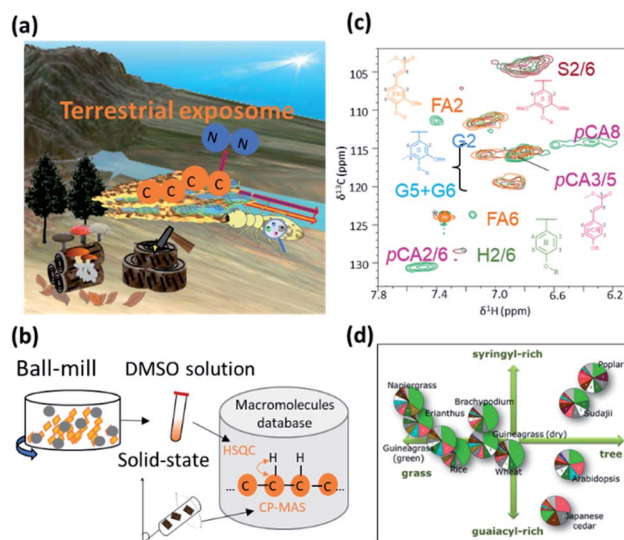 (a)
Terrestrial exposome
N N
C C C C
(b)
Ball-mill
DMSO solution
Solid-state
Macromolecules
database
HSQC
H H
... C C C C ...
CP-MAS
(c)
105
110
115
120
125
130
δ13C (ppm)
S2/6
FA2
G2
pCA8
G5+G6
pCA3/5
FA6
pCA2/6
H2/6
7.8 7.4 7.0 6.6 6.2
δ1H (ppm)
(d)
syringyl-rich
Poplar
Napiergrass
Brachypodium
Erianthus
Sudajii
Guineagrass (dry)
Guineagrass
(green)
grass
tree
Rice
Wheat
Arabidopsis
Japanese
cedar
guaiacyl-rich